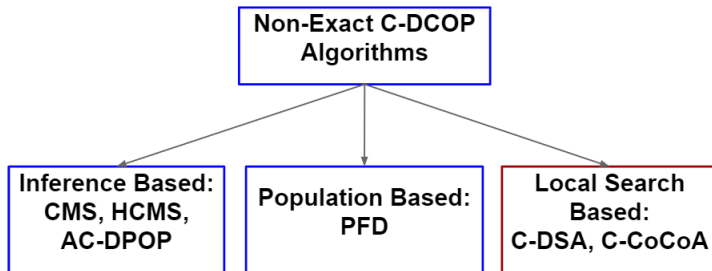 Non-Exact C-DCOP
Algorithms
Inference Based:
CMS, HCMS,
AC-DPOP
Population Based:
PFD
Local Search
Based:
C-DSA, C-CoCoA